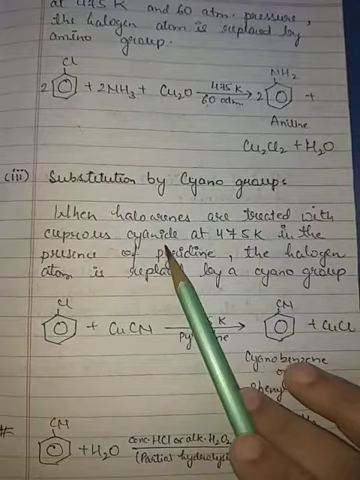 at 475 K and 60 atm. pressure,
the halogen atom is replaced by
amino group.
Cl NH2
2 + 2NH3 + Cu2O 475 K 60 atm 2 +
Aniline
Cu2Cl2 + H2O
(iii) Substitution by Cyano group:
When haloarenes are treated with
cuprous cyanide at 475K in the
presence of pyridine, the halogen
atom is replaced by a cyano group
Cl CN
+ CuCN K + CuCl
Cyanobenzene
or
CN
# + H2O conc. HCl or alk. H2O2
(Partial